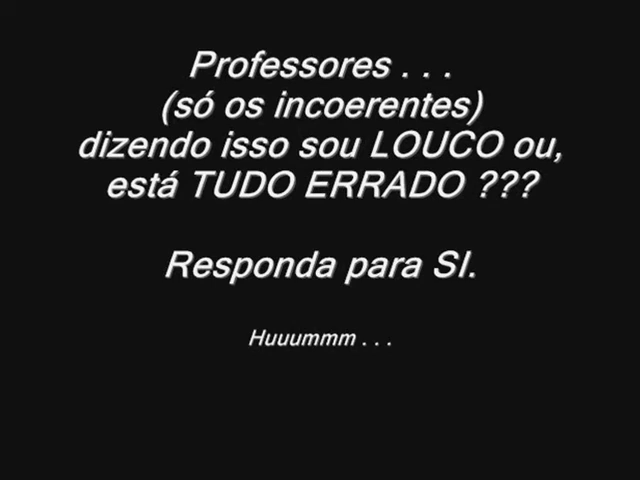 Professores . . .
(só os incoerentes)
dizendo isso sou LOUCO ou,
está TUDO ERRADO ???
Responda para SI.
Huuummm . . .